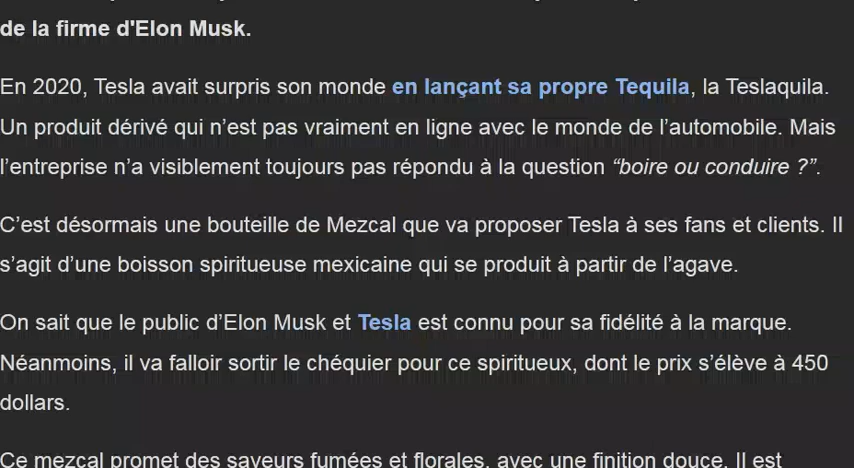 de la firme d'Elon Musk.
En 2020, Tesla avait surpris son monde en lançant sa propre Tequila, la Teslaquila.
Un produit dérivé qui n’est pas vraiment en ligne avec le monde de l’automobile. Mais
l’entreprise n’a visiblement toujours pas répondu à la question “boire ou conduire ?”.
C’est désormais une bouteille de Mezcal que va proposer Tesla à ses fans et clients. Il
s’agit d’une boisson spiritueuse mexicaine qui se produit à partir de l’agave.
On sait que le public d’Elon Musk et Tesla est connu pour sa fidélité à la marque.
Néanmoins, il va falloir sortir le chéquier pour ce spiritueux, dont le prix s’élève à 450
dollars.
Ce mezcal promet des saveurs fumées et florales, avec une finition douce. Il est